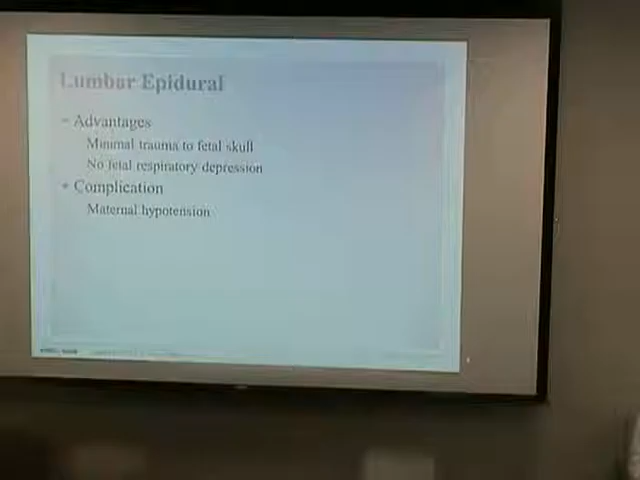 Lumbar Epidural
- Advantages
Minimal trauma to fetal skull
No fetal respiratory depression
• Complication
Maternal hypotension